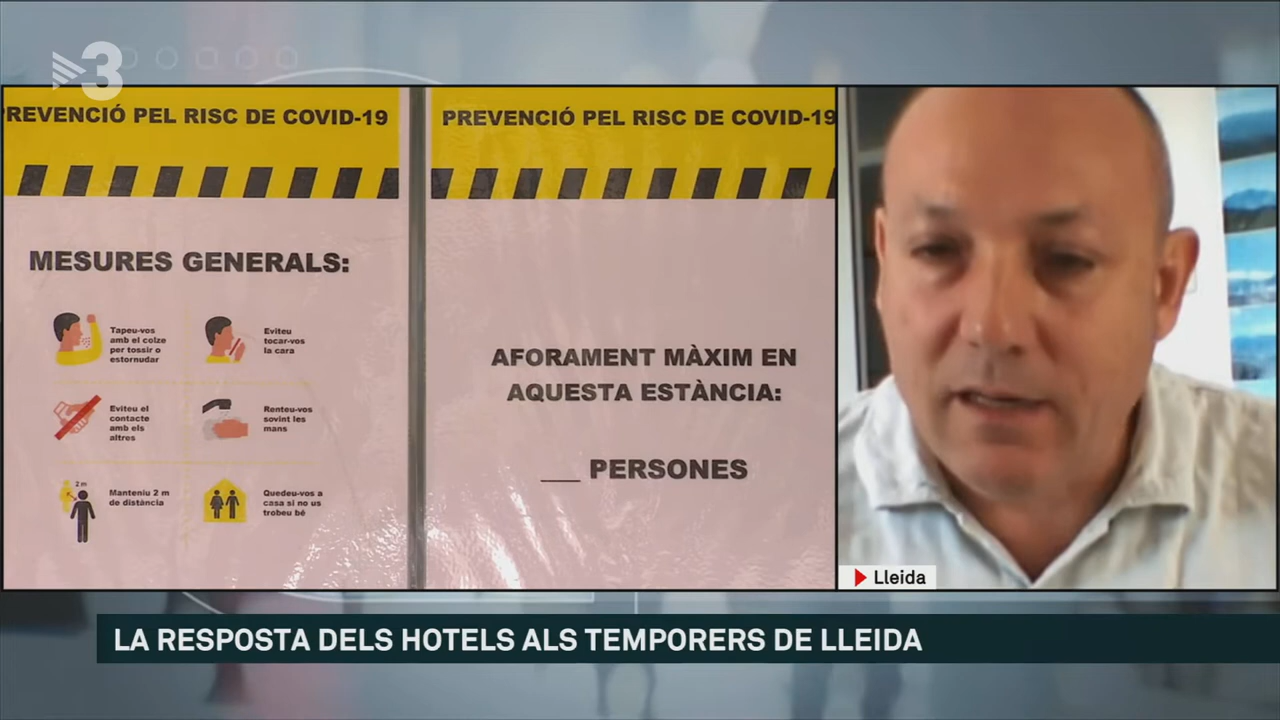 3
PREVENCIÓ PEL RISC DE COVID-19
MESURES GENERALS:
Tapeu-vos
amb el colze
per tossir o
estornudar
Eviteu
tocar-vos
la cara
Eviteu el
contacte
amb els
altres
Renteu-vos
sovint les
mans
2 m
Manteniu 2 m
de distància
Quedeu-vos a
casa si no us
trobeu bé
PREVENCIÓ PEL RISC DE COVID-19
AFORAMENT MÀXIM EN
AQUESTA ESTÀNCIA:
___ PERSONES
Lleida
LA RESPOSTA DELS HOTELS ALS TEMPORERS DE LLEIDA